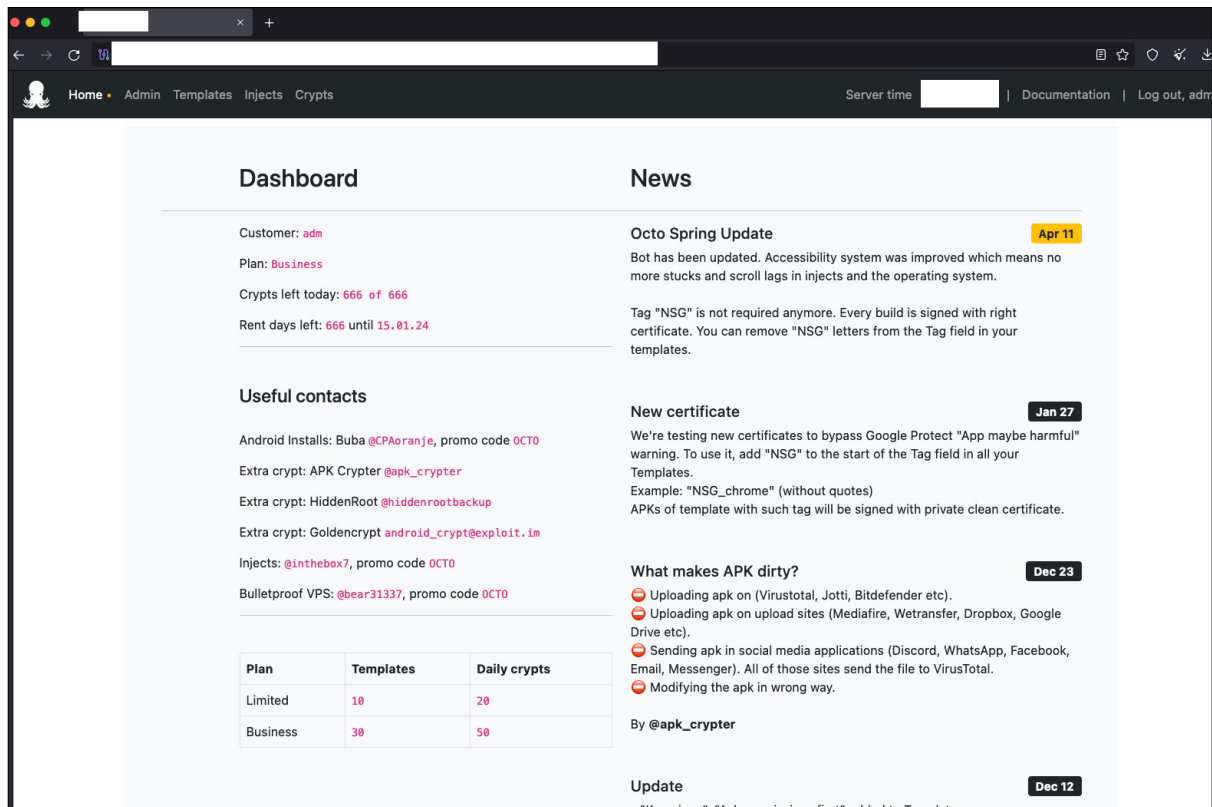 Home • Admin Templates Injects Crypts
Server time | Documentation | Log out, adm
Dashboard
Customer: adm
Plan: Business
Crypts left today: 666 of 666
Rent days left: 666 until 15.01.24
Useful contacts
Android Installs: Buba @CPAoranje, promo code OCTO
Extra crypt: APK Crypter @apk_crypter
Extra crypt: HiddenRoot @hiddenrootbackup
Extra crypt: Goldencrypt android_crypt@exploit.im
Injects: @inthebox7, promo code OCTO
Bulletproof VPS: @bear31337, promo code OCTO
Plan Templates Daily crypts
Limited 10 20
Business 30 50
News
Octo Spring Update Apr 11
Bot has been updated. Accessibility system was improved which means no
more stucks and scroll lags in injects and the operating system.
Tag "NSG" is not required anymore. Every build is signed with right
certificate. You can remove "NSG" letters from the Tag field in your
templates.
New certificate Jan 27
We're testing new certificates to bypass Google Protect "App maybe harmful"
warning. To use it, add "NSG" to the start of the Tag field in all your
Templates.
Example: "NSG_chrome" (without quotes)
APKs of template with such tag will be signed with private clean certificate.
What makes APK dirty? Dec 23
⛔ Uploading apk on (Virustotal, Jotti, Bitdefender etc).
⛔ Uploading apk on upload sites (Mediafire, Wetransfer, Dropbox, Google
Drive etc).
⛔ Sending apk in social media applications (Discord, WhatsApp, Facebook,
Email, Messenger). All of those sites send the file to VirusTotal.
⛔ Modifying the apk in wrong way.
By @apk_crypter
Update Dec 12